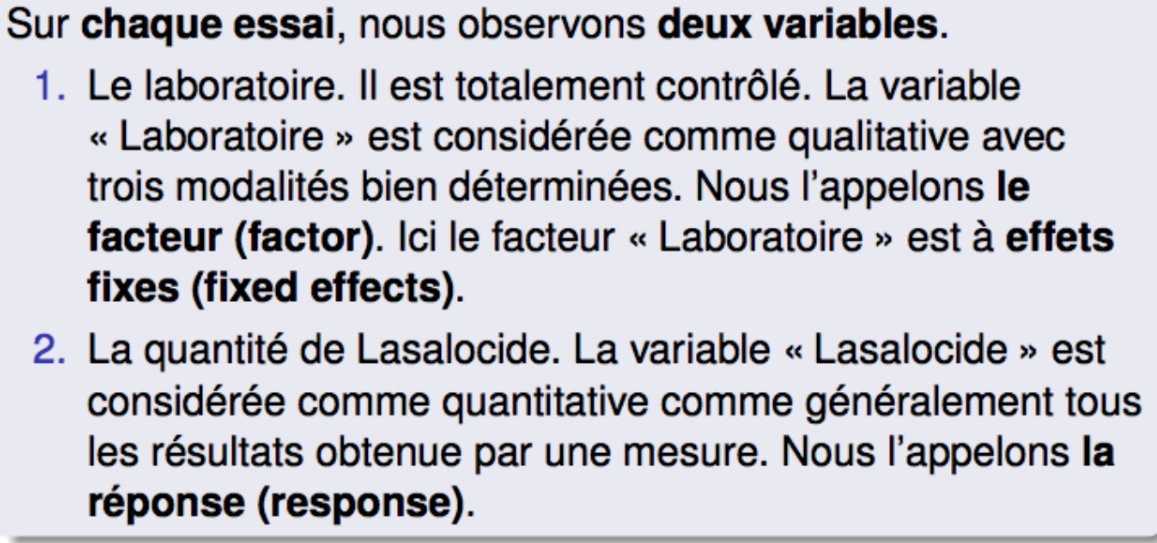 Sur chaque essai, nous observons deux variables.
1. Le laboratoire. Il est totalement contrôlé. La variable
« Laboratoire » est considérée comme qualitative avec
trois modalités bien déterminées. Nous l'appelons le
facteur (factor). Ici le facteur « Laboratoire » est à effets
fixes (fixed effects).
2. La quantité de Lasalocide. La variable « Lasalocide » est
considérée comme quantitative comme généralement tous
les résultats obtenue par une mesure. Nous l'appelons la
réponse (response).